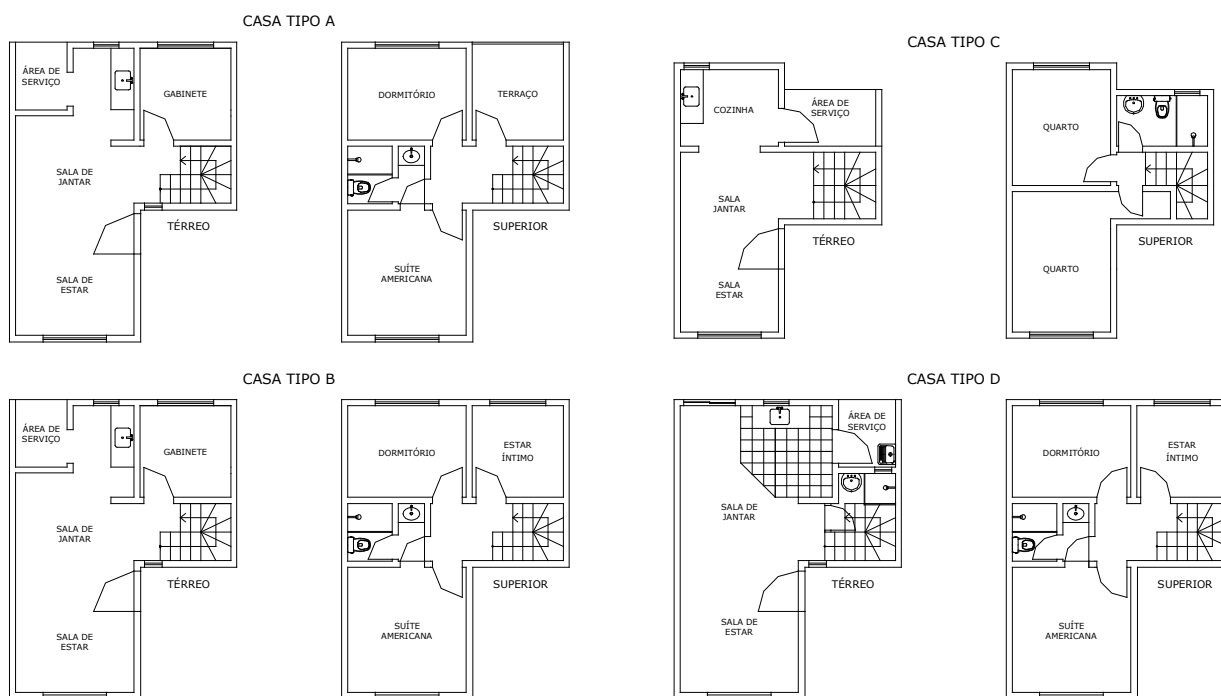 CASA TIPO A
ÁREA DE
SERVIÇO
GABINETE
SALA DE
JANTAR
SALA DE
ESTAR
TÉRREO
DORMITÓRIO
TERRAÇO
SUÍTE
AMERICANA
SUPERIOR
CASA TIPO C
COZINHA
ÁREA DE
SERVIÇO
SALA
JANTAR
SALA
ESTAR
TÉRREO
QUARTO
QUARTO
SUPERIOR
CASA TIPO B
ÁREA DE
SERVIÇO
GABINETE
SALA DE
JANTAR
SALA DE
ESTAR
TÉRREO
DORMITÓRIO
ESTAR
ÍNTIMO
SUÍTE
AMERICANA
SUPERIOR
CASA TIPO D
ÁREA DE
SERVIÇO
SALA DE
JANTAR
SALA DE
ESTAR
TÉRREO
DORMITÓRIO
ESTAR
ÍNTIMO
SUÍTE
AMERICANA
SUPERIOR